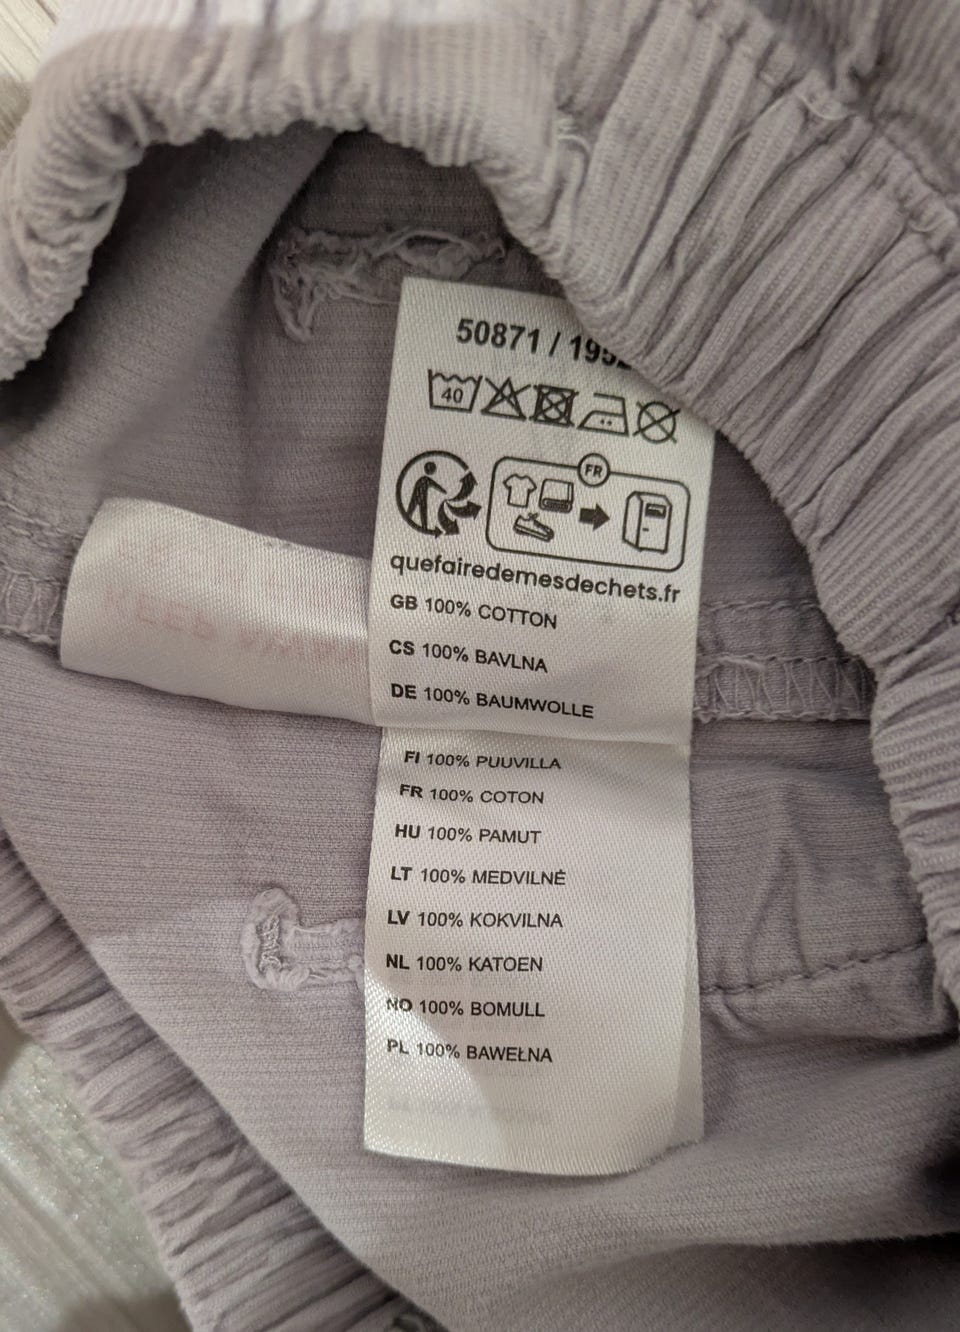 50871 /
40
FR
quefairedemesdechets.fr
GB 100% COTTON
CS 100% BAVLNA
DE 100% BAUMWOLLE
FI 100% PUUVILLA
FR 100% COTON
HU 100% PAMUT
LT 100% MEDVILNĖ
LV 100% KOKVILNA
NL 100% KATOEN
NO 100% BOMULL
PL 100% BAWEŁNA